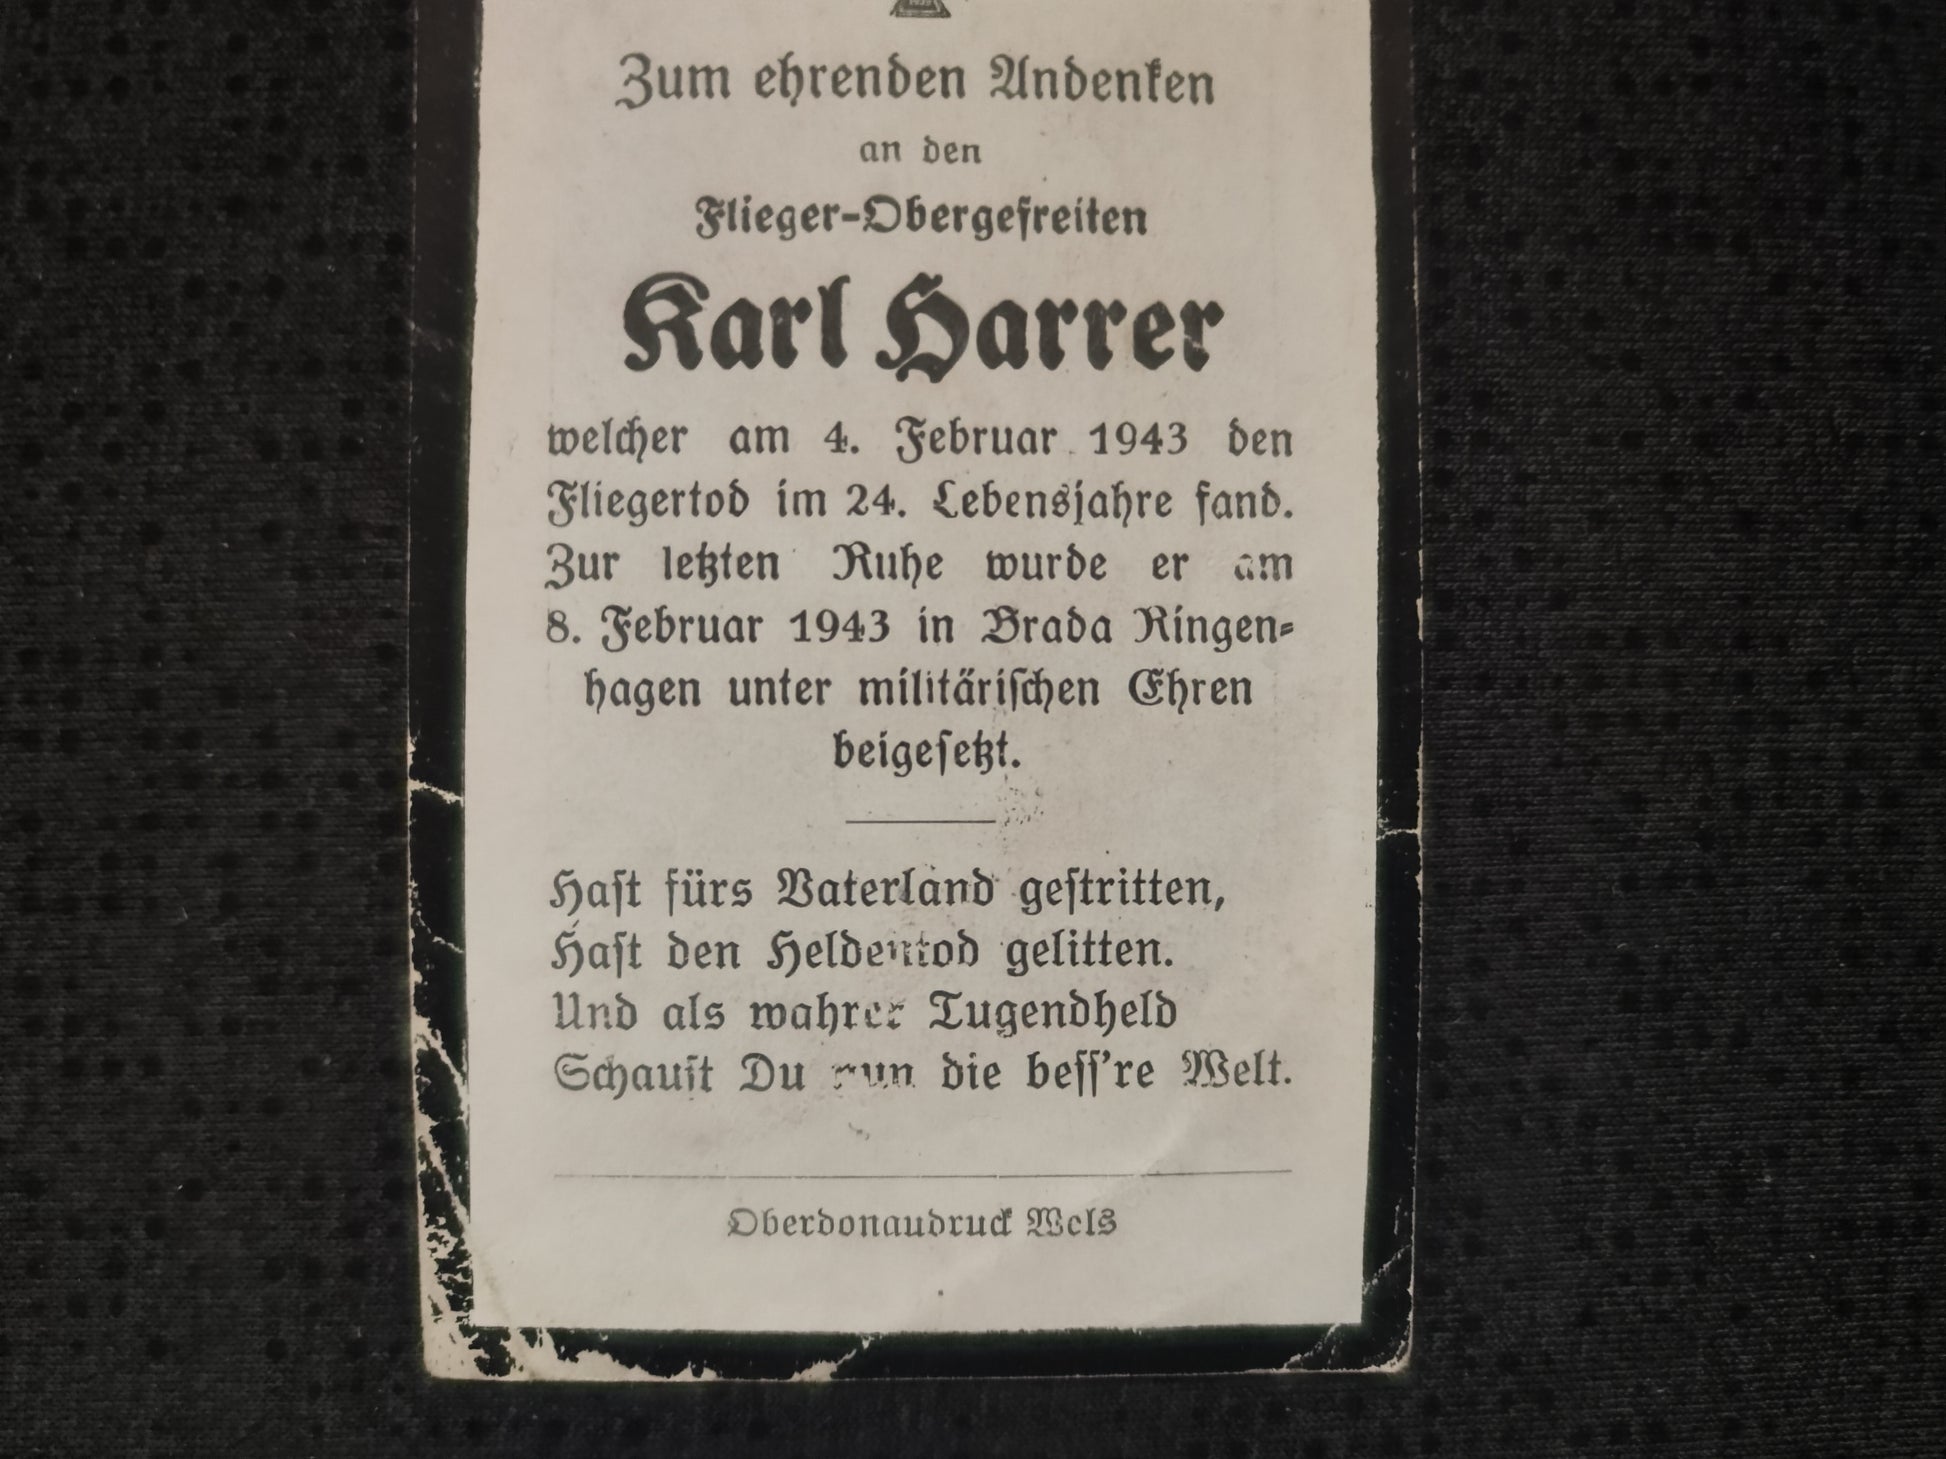 1939
Zum ehrenden Andenken
an den
Flieger-Obergefreiten
Karl Harrer
welcher am 4. Februar 1943 den
Fliegertod im 24. Lebensjahre fand.
Zur letzten Ruhe wurde er am
8. Februar 1943 in Brada Ringen-
hagen unter militärischen Ehren
beigesetzt.
Hast fürs Vaterland gestritten,
Hast den Heldentod gelitten.
Und als wahrer Tugendheld
Schaust Du nun die bess're Welt.
Oberdonaudruck Wels